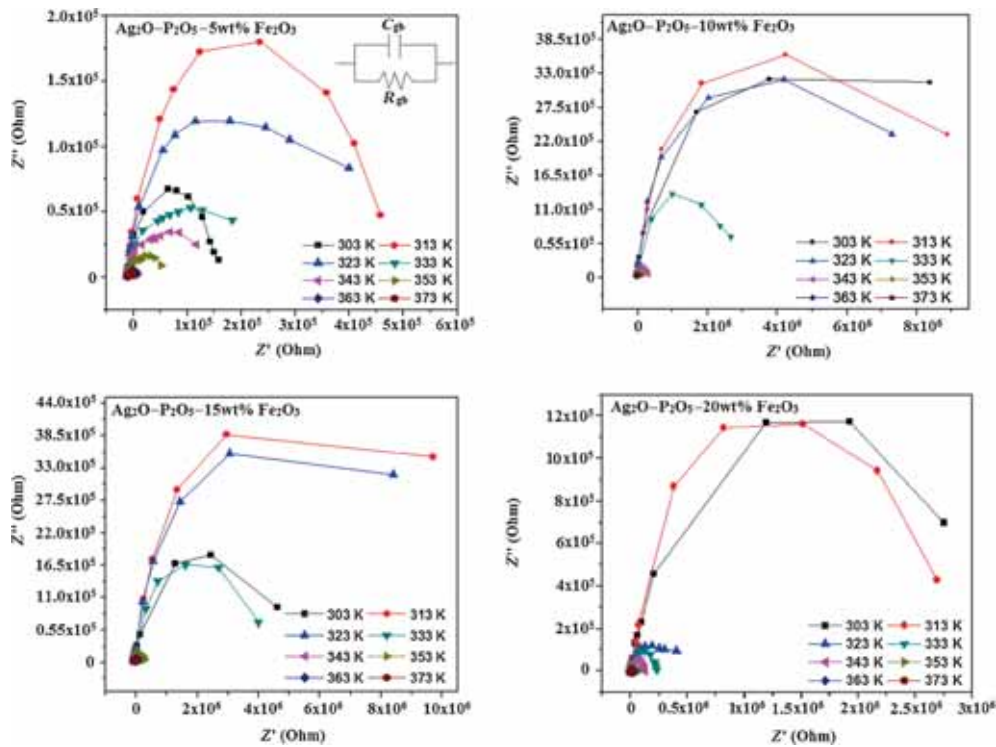 Ag₂O–P₂O₅–5wt% Fe₂O₃
C_gb
R_gb
2.0x10⁵
1.5x10⁵
1.0x10⁵
0.5x10⁵
0
Z'' (Ohm)
303 K 313 K
323 K 333 K
343 K 353 K
363 K 373 K
0 1x10⁵ 2x10⁵ 3x10⁵ 4x10⁵ 5x10⁵ 6x10⁵
Z' (Ohm)
Ag₂O–P₂O₅–10wt% Fe₂O₃
38.5x10⁵
33.0x10⁵
27.5x10⁵
22.0x10⁵
16.5x10⁵
11.0x10⁵
0.55x10⁵
0
Z'' (Ohm)
303 K 313 K
323 K 333 K
343 K 353 K
363 K 373 K
0 2x10⁶ 4x10⁶ 6x10⁶ 8x10⁶
Z' (Ohm)
Ag₂O–P₂O₅–15wt% Fe₂O₃
44.0x10⁵
38.5x10⁵
33.0x10⁵
27.5x10⁵
22.0x10⁵
16.5x10⁵
11.0x10⁵
0.55x10⁵
0
Z'' (Ohm)
303 K 313 K
323 K 333 K
343 K 353 K
363 K 373 K
0 2x10⁶ 4x10⁶ 6x10⁶ 8x10⁶ 10x10⁶
Z' (Ohm)
Ag₂O–P₂O₅–20wt% Fe₂O₃
12x10⁵
10x10⁵
8x10⁵
6x10⁵
4x10⁵
2x10⁵
0
Z'' (Ohm)
303 K 313 K
323 K 333 K
343 K 353 K
363 K 373 K
0 0.5x10⁶ 1x10⁶ 1.5x10⁶ 2x10⁶ 2.5x10⁶ 3x10⁶
Z' (Ohm)